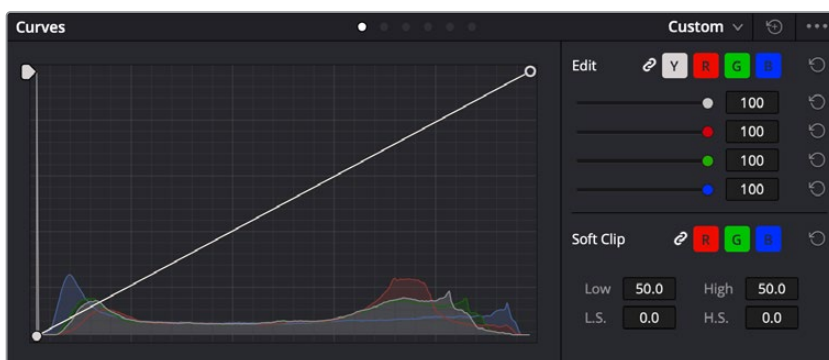 Curves Custom
Edit Y R G B
100
100
100
100
Soft Clip R G B
Low 50.0 High 50.0
L.S. 0.0 H.S. 0.0